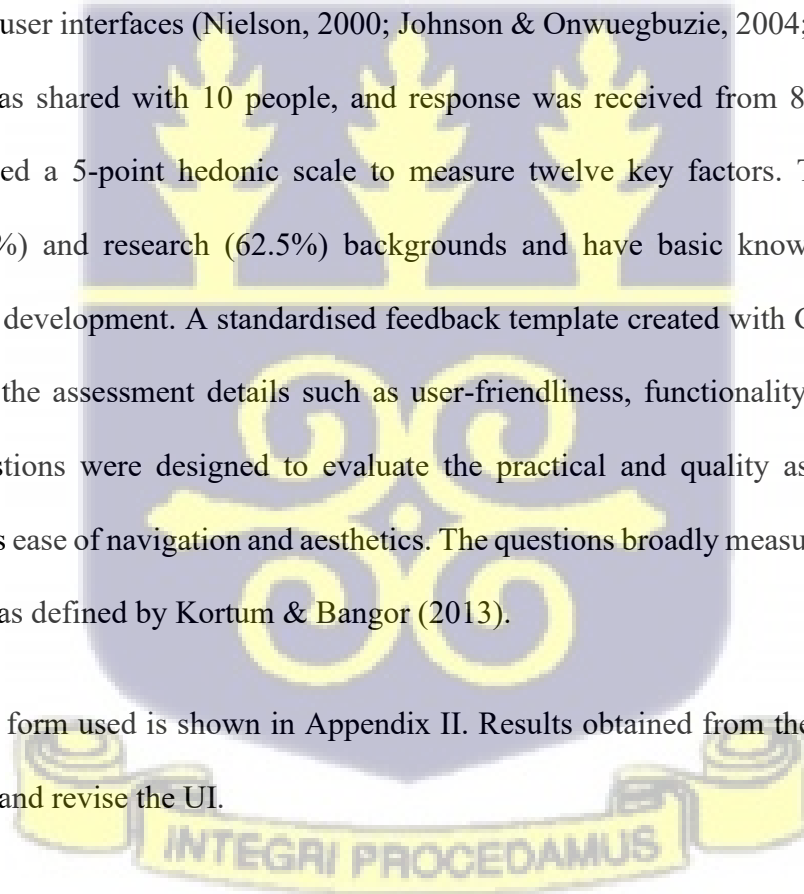 user interfaces (Nielson, 2000; Johnson & Onwuegbuzie, 2004;
as shared with 10 people, and response was received from 8
ed a 5-point hedonic scale to measure twelve key factors. T
%) and research (62.5%) backgrounds and have basic know
development. A standardised feedback template created with G
the assessment details such as user-friendliness, functionality
stions were designed to evaluate the practical and quality as
s ease of navigation and aesthetics. The questions broadly measu
as defined by Kortum & Bangor (2013).
form used is shown in Appendix II. Results obtained from the
and revise the UI.
INTEGRI PROCEDAMUS